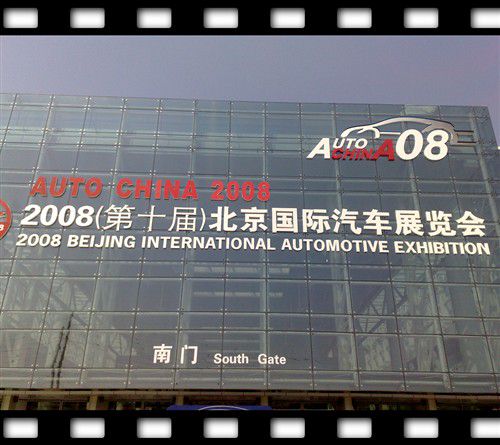 AUTO
CHINA 08
AUTO CHINA 2008
2008(第十届)北京国际汽车展览会
2008 BEIJING INTERNATIONAL AUTOMOTIVE EXHIBITION
南门 South Gate